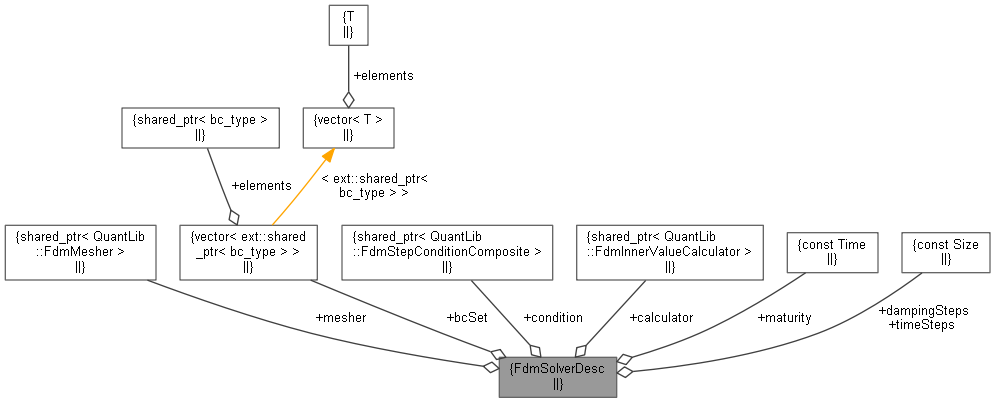 {T
||}
+elements
{shared_ptr< bc_type >
||}
{vector< T >
||}
+elements
< ext::shared_ptr<
bc_type > >
{shared_ptr< QuantLib
::FdmMesher >
||}
{vector< ext::shared
_ptr< bc_type > >
||}
{shared_ptr< QuantLib
::FdmStepConditionComposite >
||}
{shared_ptr< QuantLib
::FdmInnerValueCalculator >
||}
{const Time
||}
{const Size
||}
+mesher
+bcSet
+condition
+calculator
+maturity
+dampingSteps
+timeSteps
{FdmSolverDesc
||}